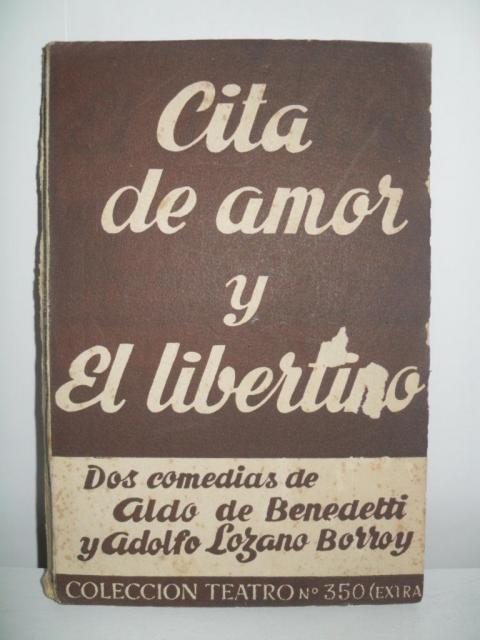 Cita
de amor
y
El libertino
Dos comedias de
Aldo de Benedetti
y Adolfo Lozano Borroy
COLECCION TEATRO Nº 350 (EXTRA